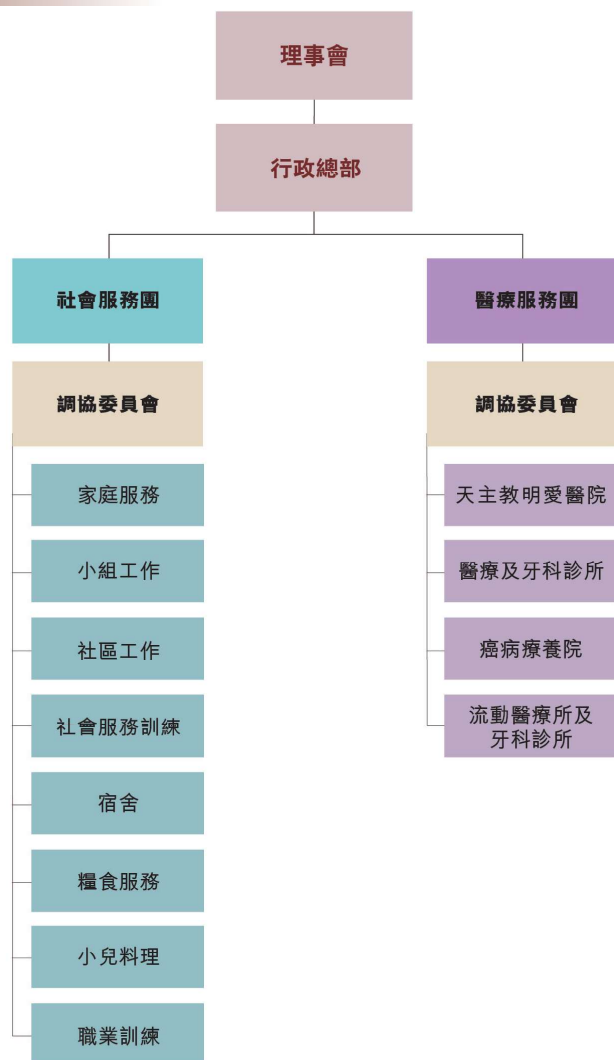 理事會
行政總部
社會服務團
調協委員會
家庭服務
小組工作
社區工作
社會服務訓練
宿舍
糧食服務
小兒料理
職業訓練
醫療服務團
調協委員會
天主教明愛醫院
醫療及牙科診所
癌病療養院
流動醫療所及
牙科診所